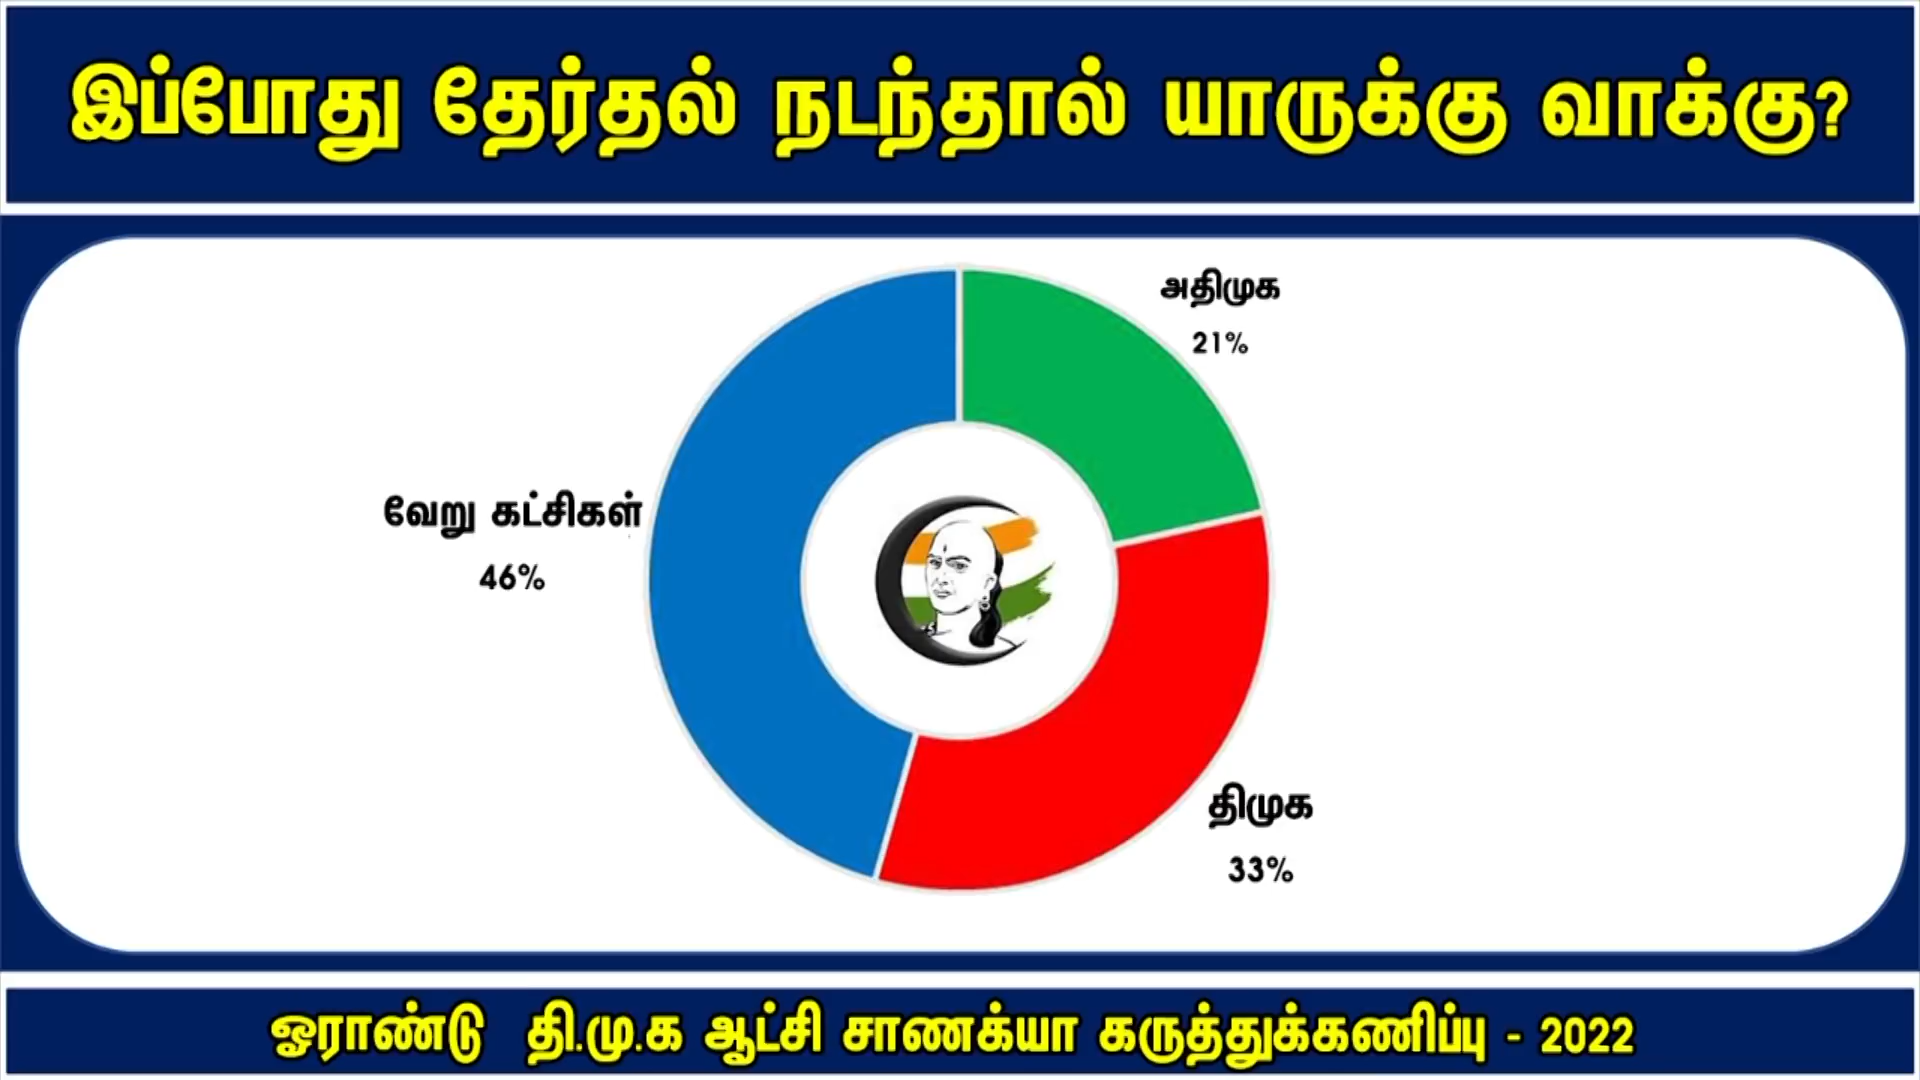 இப்போது தேர்தல் நடந்தால் யாருக்கு வாக்கு?
அதிமுக
21%
வேறு கட்சிகள்
46%
திமுக
33%
ஓராண்டு தி.மு.க ஆட்சி சாணக்யா கருத்துக்கணிப்பு - 2022